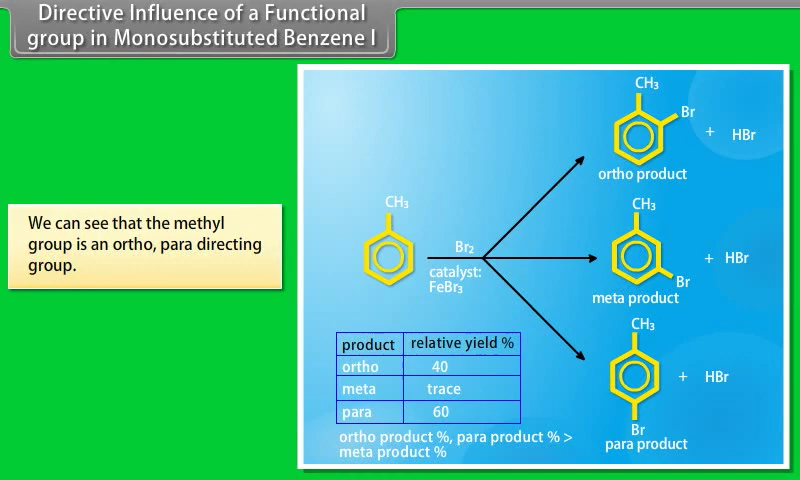 Directive Influence of a Functional
group in Monosubstituted Benzene I
We can see that the methyl
group is an ortho, para directing
group.
CH₃
Br₂
catalyst:
FeBr₃
CH₃
Br
+ HBr
ortho product
CH₃
Br
+ HBr
meta product
CH₃
+ HBr
Br
para product
product relative yield %
ortho 40
meta trace
para 60
ortho product %, para product % >
meta product %